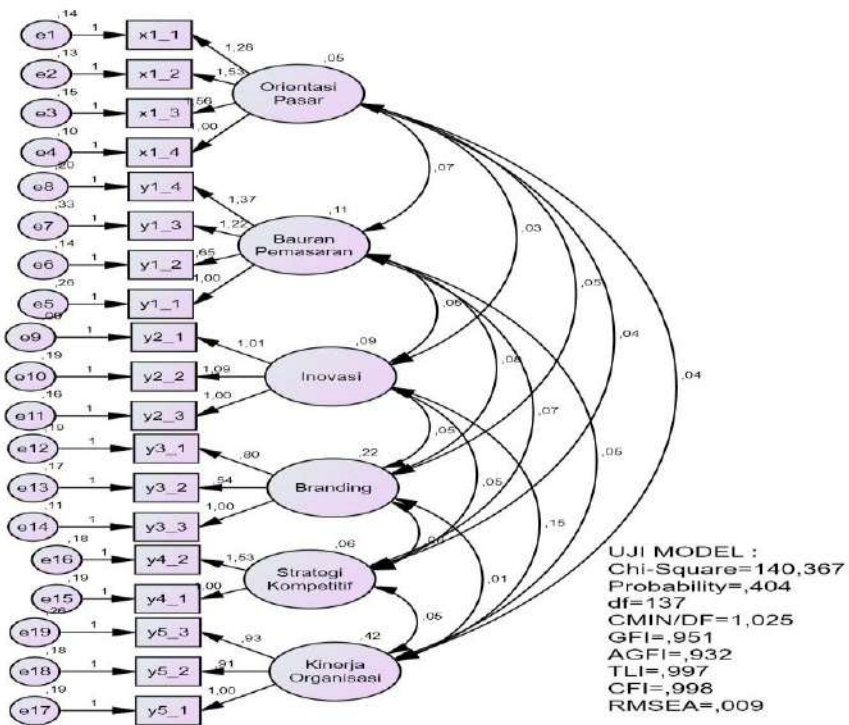 ,14
e1 1 x1_1
1,26
,05
,13
e2 1 x1_2
1,53
Orientasi
Pasar
,15
e3 1 x1_3
1,56
,10
e4 1 x1_4
1,00
,07
,20
e8 1 y1_4
1,37
,33
e7 1 y1_3
1,22
,11
,03
Bauran
Pemasaran
,14
e6 1 y1_2
,65
,05
,26
e5 1 y1_1
1,00
e9 1 y2_1
1,01
,09
,04
,19
e10 1 y2_2
1,09
Inovasi
,04
,16
e11 1 y2_3
1,00
,07
,19
e12 1 y3_1
,80
,05
,22
,05
,17
e13 1 y3_2
,54
Branding
,05
,11
e14 1 y3_3
1,00
,15
,18
e16 1 y4_2
1,53
,06
Strategi
Kompetitif
,01
,19
e15 1 y4_1
1,00
,05
,26
e19 1 y5_3
,93
,42
,18
e18 1 y5_2
,91
Kinerja
Organisasi
,19
e17 1 y5_1
1,00
UJI MODEL :
Chi-Square=140,367
Probability=,404
df=137
CMIN/DF=1,025
GFI=,951
AGFI=,932
TLI=,997
CFI=,998
RMSEA=,009